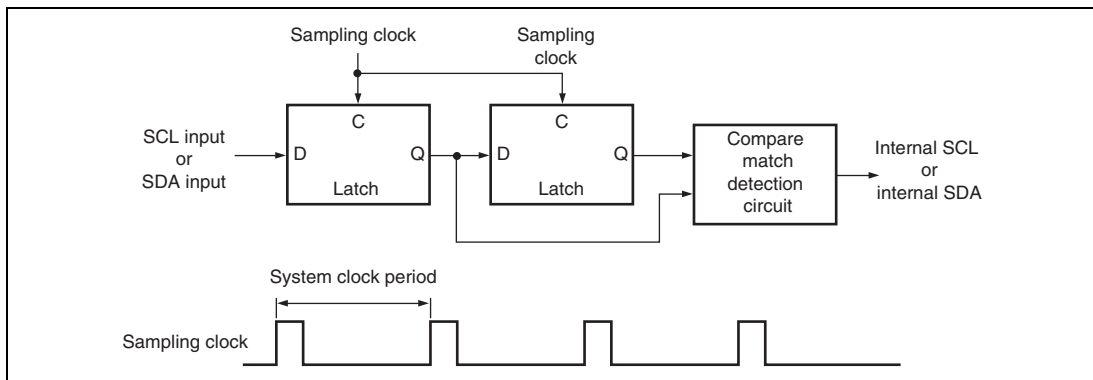 Sampling clock
Sampling
clock
SCL input
or
SDA input
C
D
Q
Latch
C
D
Q
Latch
Compare
match
detection
circuit
Internal SCL
or
internal SDA
System clock period
Sampling clock